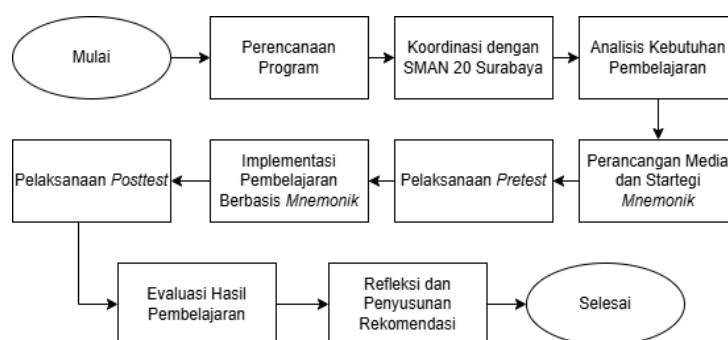 Mulai
Perencanaan
Program
Koordinasi dengan
SMAN 20 Surabaya
Analisis Kebutuhan
Pembelajaran
Perancangan Media
dan Startegi
Mnemonik
Pelaksanaan Pretest
Implementasi
Pembelajaran
Berbasis Mnemonik
Pelaksanaan Posttest
Evaluasi Hasil
Pembelajaran
Refleksi dan
Penyusunan
Rekomendasi
Selesai